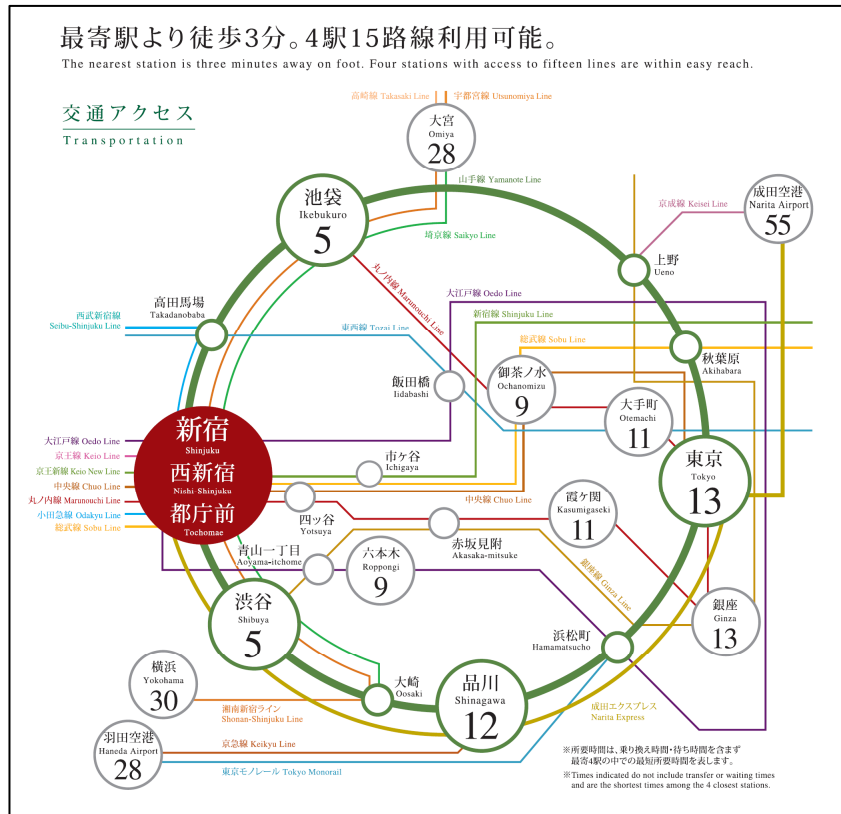 最寄駅より徒歩3分。4駅15路線利用可能。
The nearest station is three minutes away on foot. Four stations with access to fifteen lines are within easy reach.
交通アクセス
Transportation
高崎線 Takasaki Line
宇都宮線 Utsunomiya Line
大宮
Omiya
28
山手線 Yamanote Line
池袋
Ikebukuro
5
成田空港
Narita Airport
55
京成線 Keisei Line
埼京線 Saikyo Line
丸ノ内線 Marunouchi Line
上野
Ueno
高田馬場
Takadanobaba
大江戸線 Oedo Line
西武新宿線
Seibu-Shinjuku Line
東西線 Tozai Line
新宿線 Shinjuku Line
総武線 Sobu Line
秋葉原
Akihabara
飯田橋
Iidabashi
御茶ノ水
Ochanomizu
9
大手町
Otemachi
11
新宿
Shinjuku
西新宿
Nishi-Shinjuku
都庁前
Tochomae
大江戸線 Oedo Line
京王線 Keio Line
京王新線 Keio New Line
中央線 Chuo Line
丸ノ内線 Marunouchi Line
小田急線 Odakyu Line
総武線 Sobu Line
市ヶ谷
Ichigaya
東京
Tokyo
13
中央線 Chuo Line
四ッ谷
Yotsuya
霞ケ関
Kasumigaseki
11
赤坂見附
Akasaka-mitsuke
青山一丁目
Aoyama-itchome
六本木
Roppongi
9
銀座線 Ginza Line
渋谷
Shibuya
5
銀座
Ginza
13
浜松町
Hamamatsucho
横浜
Yokohama
30
大崎
Oosaki
品川
Shinagawa
12
湘南新宿ライン
Shonan-Shinjuku Line
成田エクスプレス
Narita Express
羽田空港
Haneda Airport
28
京急線 Keikyu Line
東京モノレール Tokyo Monorail
※所要時間は、乗り換え時間・待ち時間を含まず
最寄4駅の中での最短所要時間を表します。
※Times indicated do not include transfer or waiting times
and are the shortest times among the 4 closest stations.